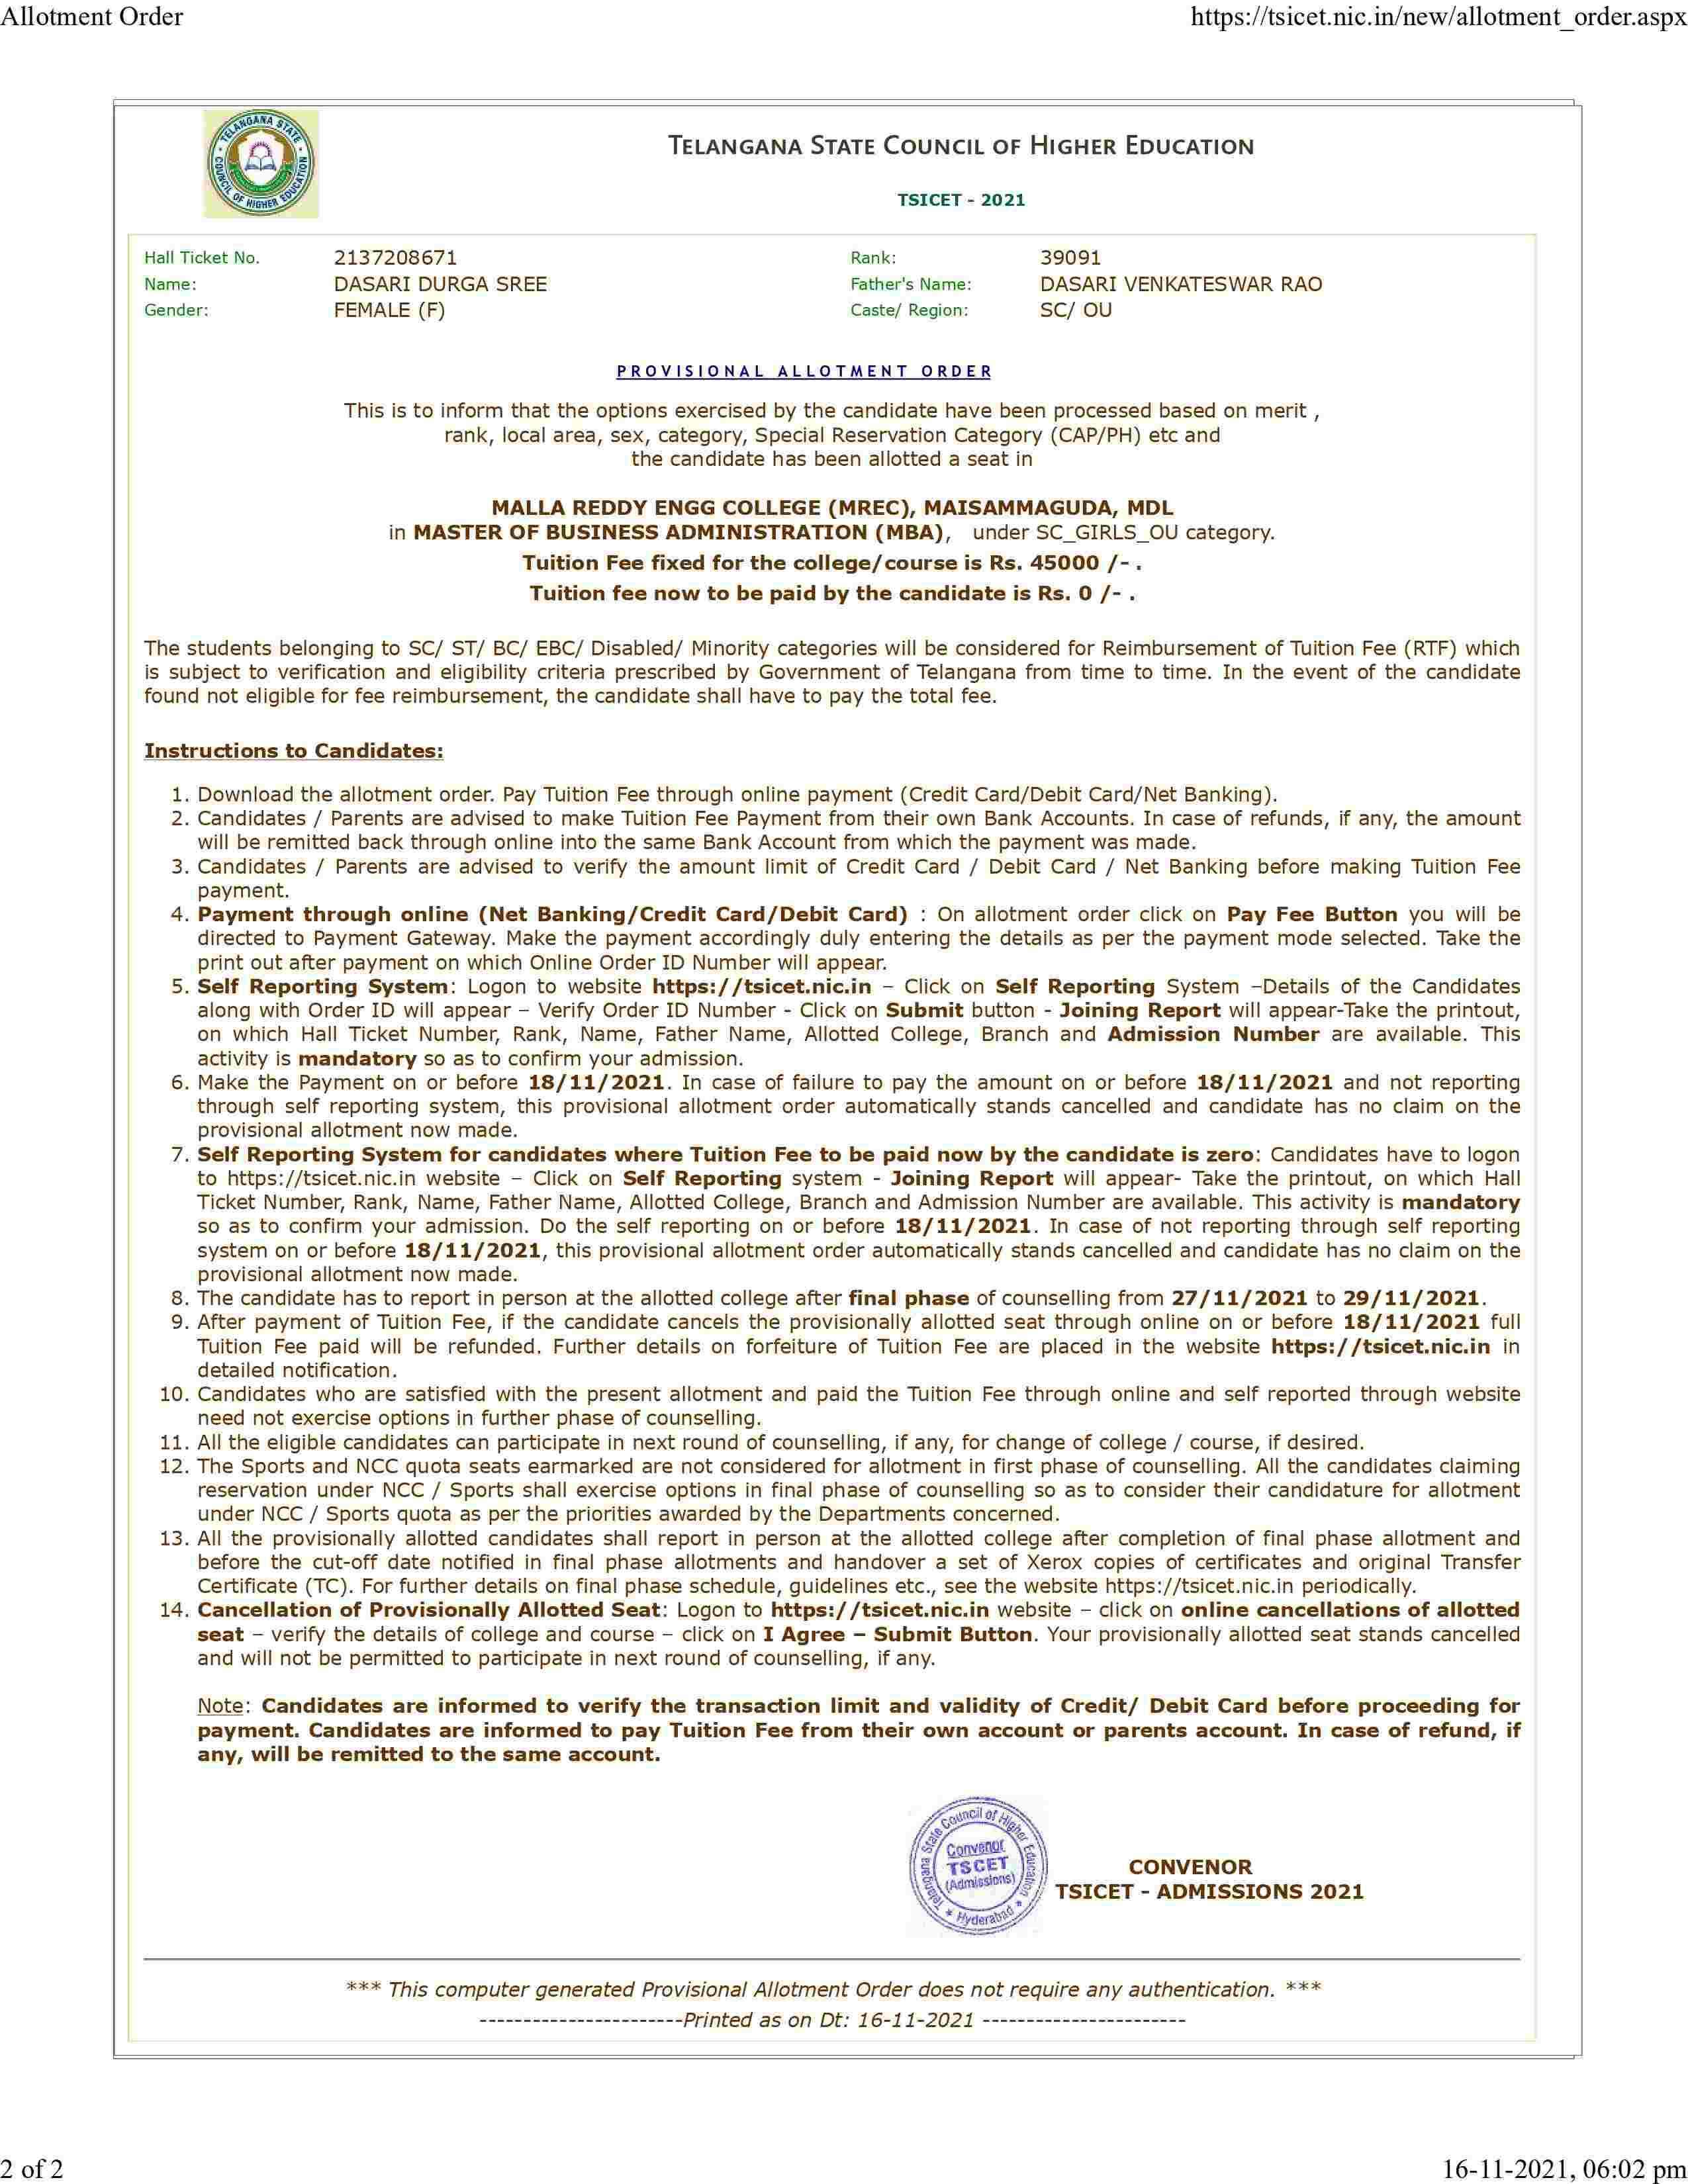 Allotment Order https://tsicet.nic.in/new/allotment_order.aspx
TELANGANA STATE
COUNCIL OF HIGHER EDUCATION
TELANGANA STATE COUNCIL OF HIGHER EDUCATION
TSICET - 2021
Hall Ticket No. 2137208671 Rank: 39091
Name: DASARI DURGA SREE Father's Name: DASARI VENKATESWAR RAO
Gender: FEMALE (F) Caste/ Region: SC/ OU
PROVISIONAL ALLOTMENT ORDER
This is to inform that the options exercised by the candidate have been processed based on merit ,
rank, local area, sex, category, Special Reservation Category (CAP/PH) etc and
the candidate has been allotted a seat in
MALLA REDDY ENGG COLLEGE (MREC), MAISAMMAGUDA, MDL
in MASTER OF BUSINESS ADMINISTRATION (MBA), under SC_GIRLS_OU category.
Tuition Fee fixed for the college/course is Rs. 45000 /- .
Tuition fee now to be paid by the candidate is Rs. 0 /- .
The students belonging to SC/ ST/ BC/ EBC/ Disabled/ Minority categories will be considered for Reimbursement of Tuition Fee (RTF) which
is subject to verification and eligibility criteria prescribed by Government of Telangana from time to time. In the event of the candidate
found not eligible for fee reimbursement, the candidate shall have to pay the total fee.
Instructions to Candidates:
1. Download the allotment order. Pay Tuition Fee through online payment (Credit Card/Debit Card/Net Banking).
2. Candidates / Parents are advised to make Tuition Fee Payment from their own Bank Accounts. In case of refunds, if any, the amount
will be remitted back through online into the same Bank Account from which the payment was made.
3. Candidates / Parents are advised to verify the amount limit of Credit Card / Debit Card / Net Banking before making Tuition Fee
payment.
4. Payment through online (Net Banking/Credit Card/Debit Card) : On allotment order click on Pay Fee Button you will be
directed to Payment Gateway. Make the payment accordingly duly entering the details as per the payment mode selected. Take the
print out after payment on which Online Order ID Number will appear.
5. Self Reporting System: Logon to website https://tsicet.nic.in – Click on Self Reporting System –Details of the Candidates
along with Order ID will appear – Verify Order ID Number - Click on Submit button - Joining Report will appear-Take the printout,
on which Hall Ticket Number, Rank, Name, Father Name, Allotted College, Branch and Admission Number are available. This
activity is mandatory so as to confirm your admission.
6. Make the Payment on or before 18/11/2021. In case of failure to pay the amount on or before 18/11/2021 and not reporting
through self reporting system, this provisional allotment order automatically stands cancelled and candidate has no claim on the
provisional allotment now made.
7. Self Reporting System for candidates where Tuition Fee to be paid now by the candidate is zero: Candidates have to logon
to https://tsicet.nic.in website – Click on Self Reporting system - Joining Report will appear- Take the printout, on which Hall
Ticket Number, Rank, Name, Father Name, Allotted College, Branch and Admission Number are available. This activity is mandatory
so as to confirm your admission. Do the self reporting on or before 18/11/2021. In case of not reporting through self reporting
system on or before 18/11/2021, this provisional allotment order automatically stands cancelled and candidate has no claim on the
provisional allotment now made.
8. The candidate has to report in person at the allotted college after final phase of counselling from 27/11/2021 to 29/11/2021.
9. After payment of Tuition Fee, if the candidate cancels the provisionally allotted seat through online on or before 18/11/2021 full
Tuition Fee paid will be refunded. Further details on forfeiture of Tuition Fee are placed in the website https://tsicet.nic.in in
detailed notification.
10. Candidates who are satisfied with the present allotment and paid the Tuition Fee through online and self reported through website
need not exercise options in further phase of counselling.
11. All the eligible candidates can participate in next round of counselling, if any, for change of college / course, if desired.
12. The Sports and NCC quota seats earmarked are not considered for allotment in first phase of counselling. All the candidates claiming
reservation under NCC / Sports shall exercise options in final phase of counselling so as to consider their candidature for allotment
under NCC / Sports quota as per the priorities awarded by the Departments concerned.
13. All the provisionally allotted candidates shall report in person at the allotted college after completion of final phase allotment and
before the cut-off date notified in final phase allotments and handover a set of Xerox copies of certificates and original Transfer
Certificate (TC). For further details on final phase schedule, guidelines etc., see the website https://tsicet.nic.in periodically.
14. Cancellation of Provisionally Allotted Seat: Logon to https://tsicet.nic.in website – click on online cancellations of allotted
seat – verify the details of college and course – click on I Agree – Submit Button. Your provisionally allotted seat stands cancelled
and will not be permitted to participate in next round of counselling, if any.
Note: Candidates are informed to verify the transaction limit and validity of Credit/ Debit Card before proceeding for
payment. Candidates are informed to pay Tuition Fee from their own account or parents account. In case of refund, if
any, will be remitted to the same account.
Telangana State Council of Higher Education
Convenor
TSCET
(Admissions)
* Hyderabad *
CONVENOR
TSICET - ADMISSIONS 2021
*** This computer generated Provisional Allotment Order does not require any authentication. ***
-----------------------Printed as on Dt: 16-11-2021 -----------------------
2 of 2 16-11-2021, 06:02 pm